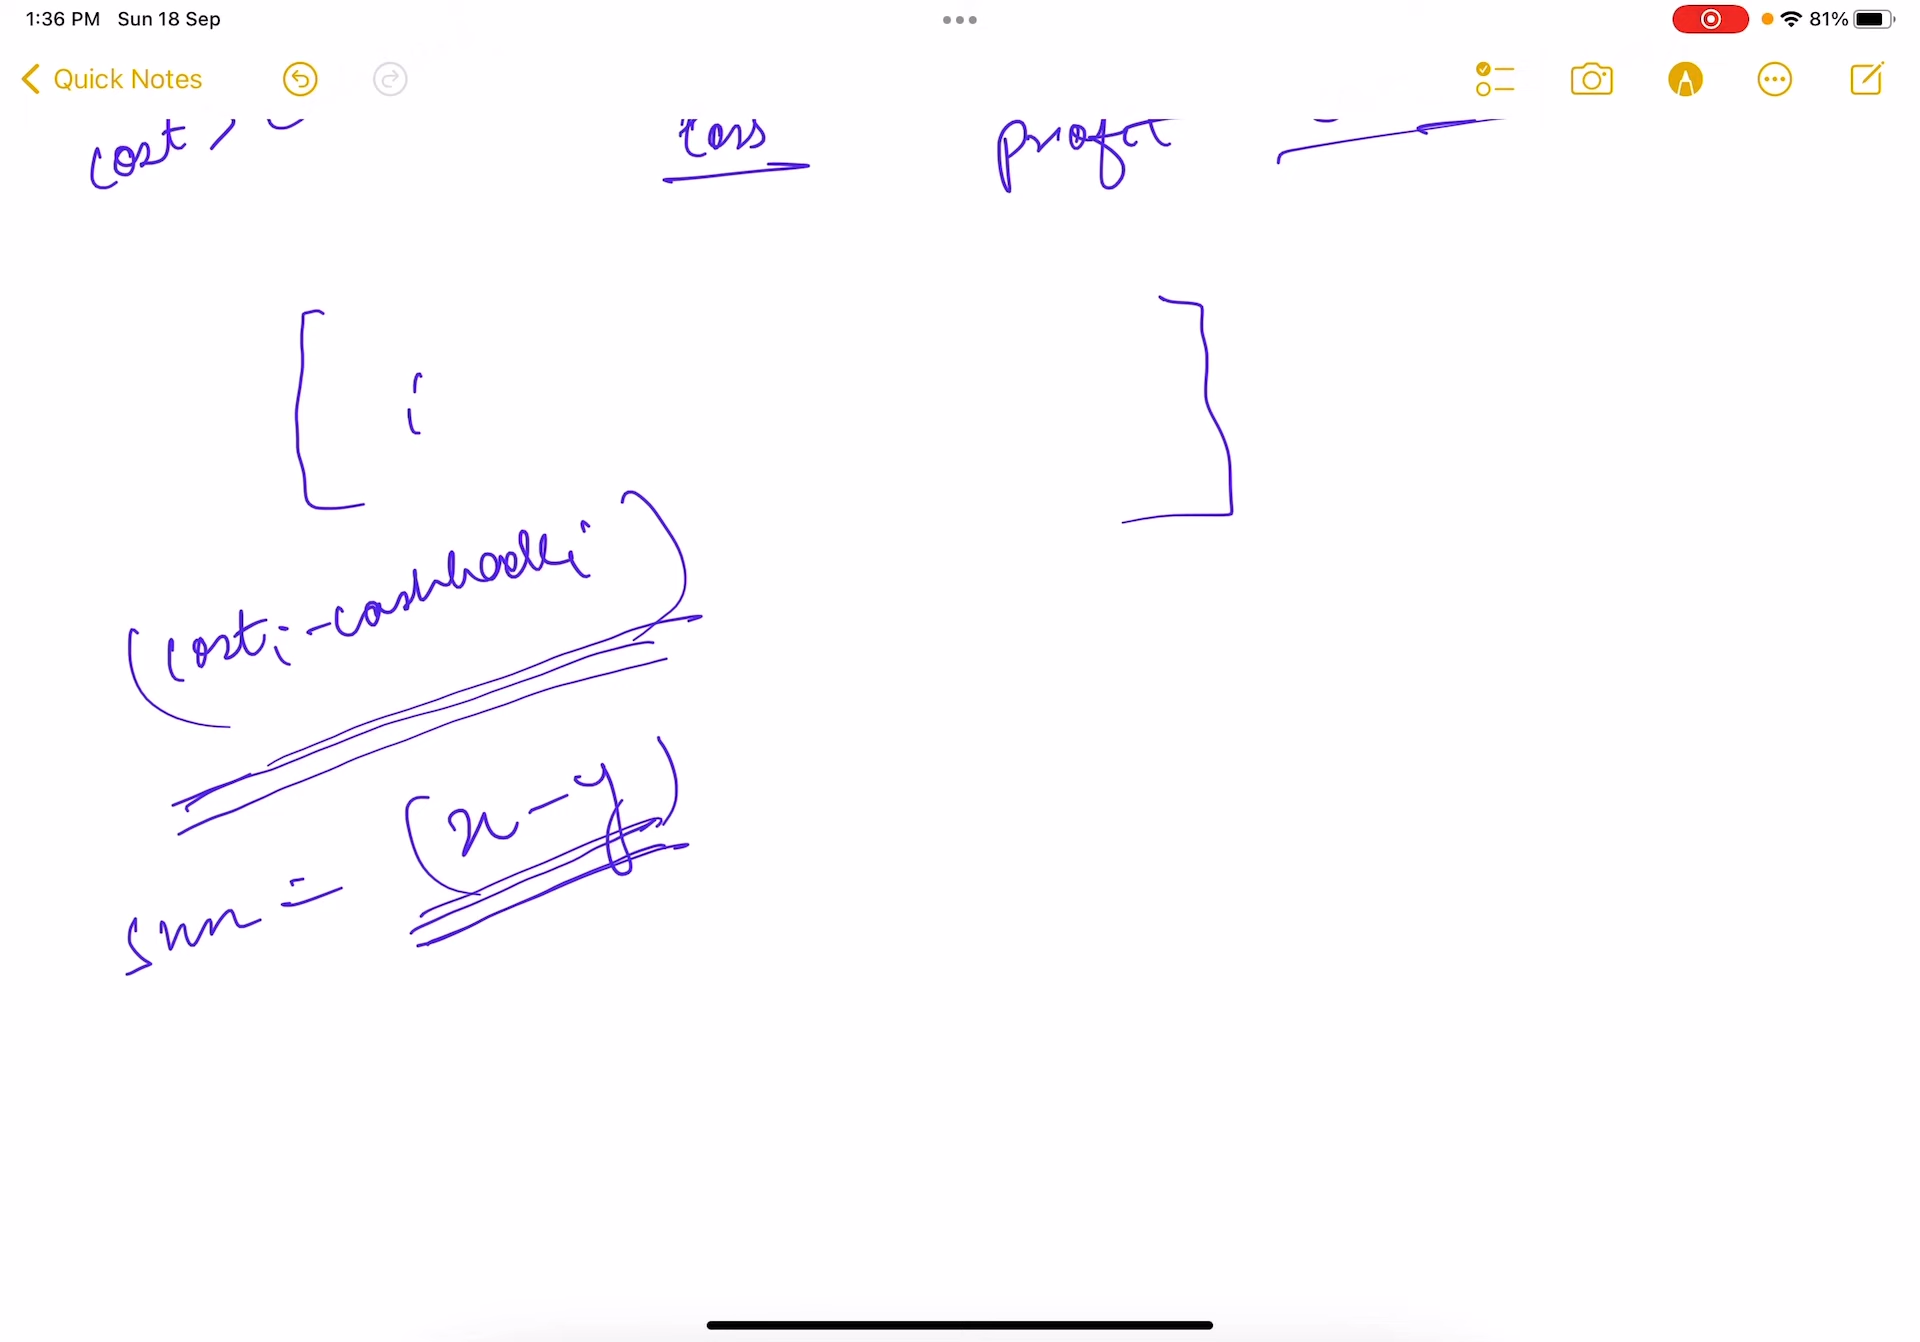 1:36 PM Sun 18 Sep 81%
Quick Notes
cost > loss profit
[ i ]
(cost i - cashback i)
sum = (x - y)